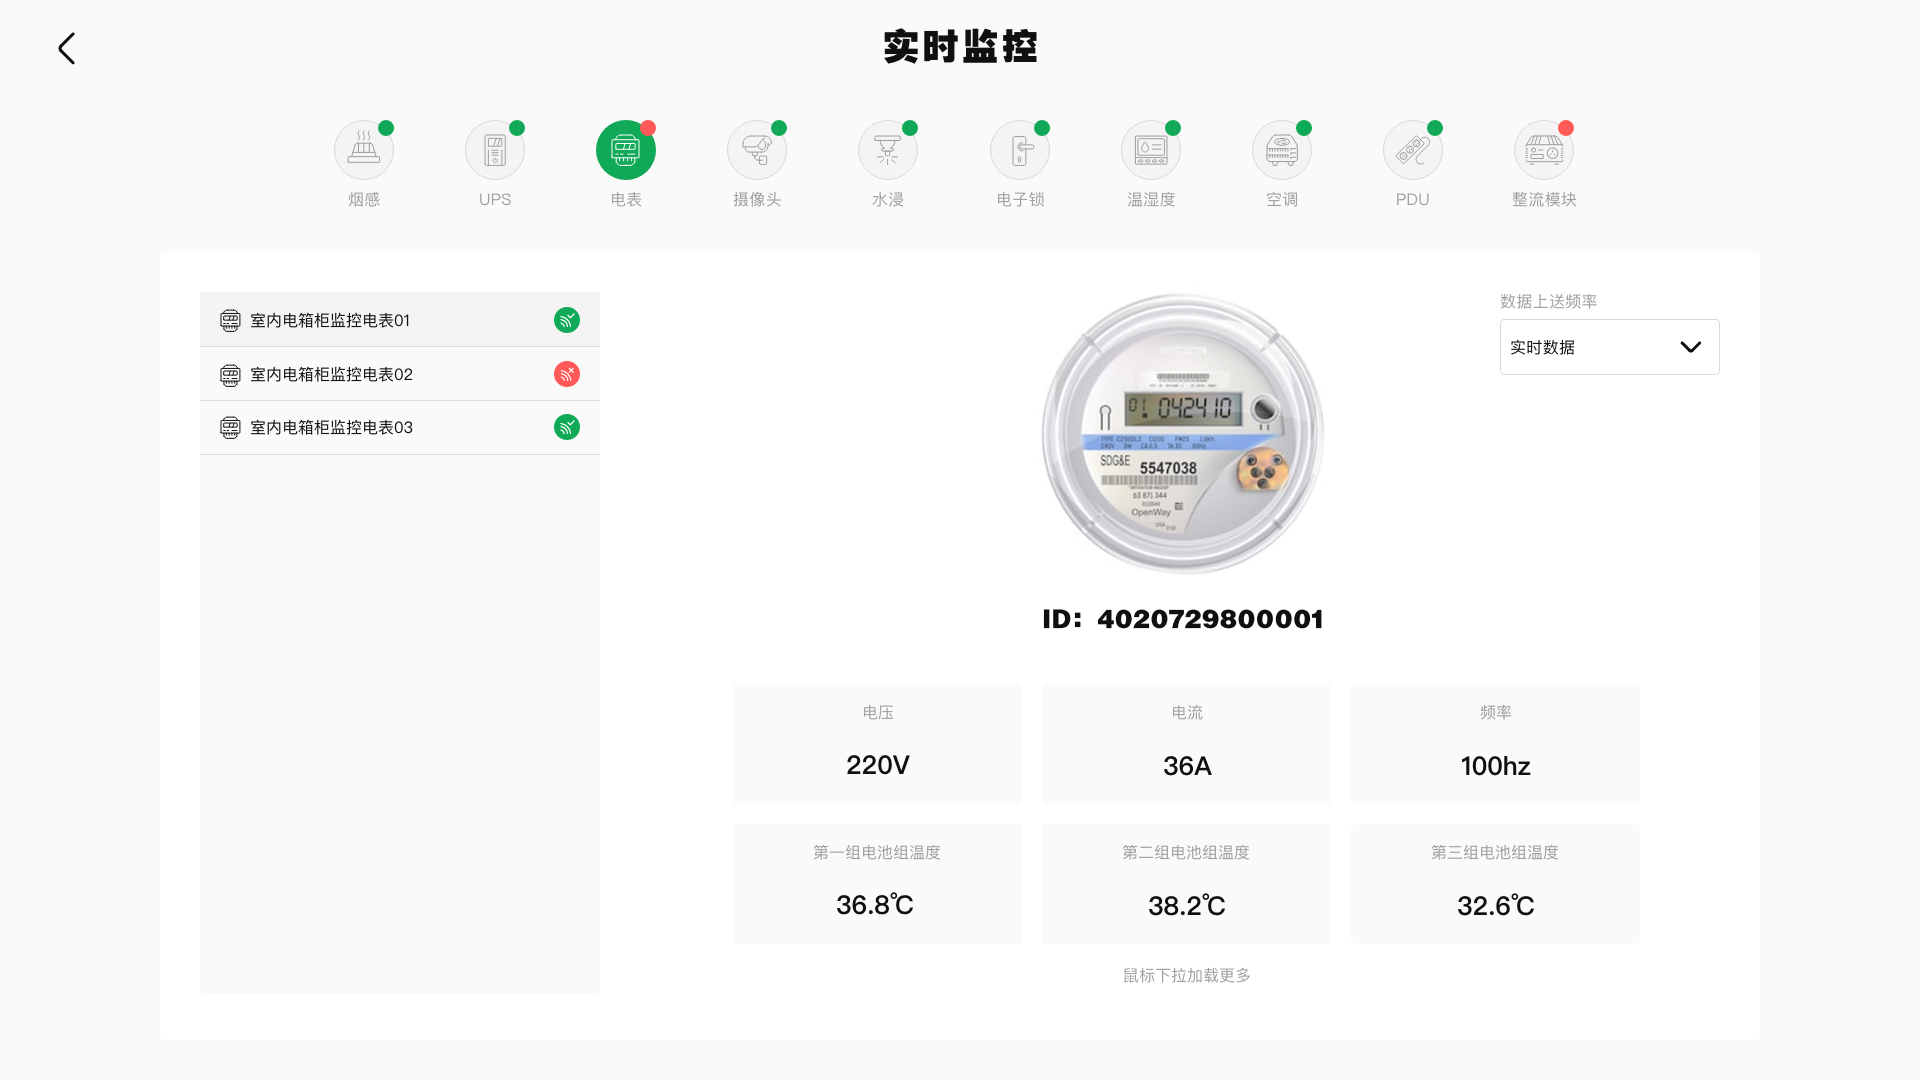 实时监控
烟感
UPS
电表
摄像头
水浸
电子锁
温湿度
空调
PDU
整流模块
室内电箱柜监控电表01
室内电箱柜监控电表02
室内电箱柜监控电表03
数据上送频率
实时数据
01. 042410
SDG&E
5547038
63 871 344
OpenWay
ID：4020729800001
电压
220V
电流
36A
频率
100hz
第一组电池组温度
36.8℃
第二组电池组温度
38.2℃
第三组电池组温度
32.6℃
鼠标下拉加载更多